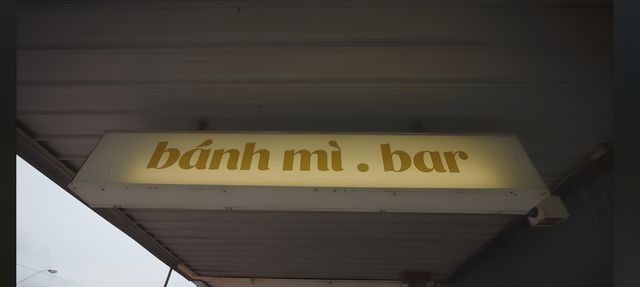 bánh mì . bar